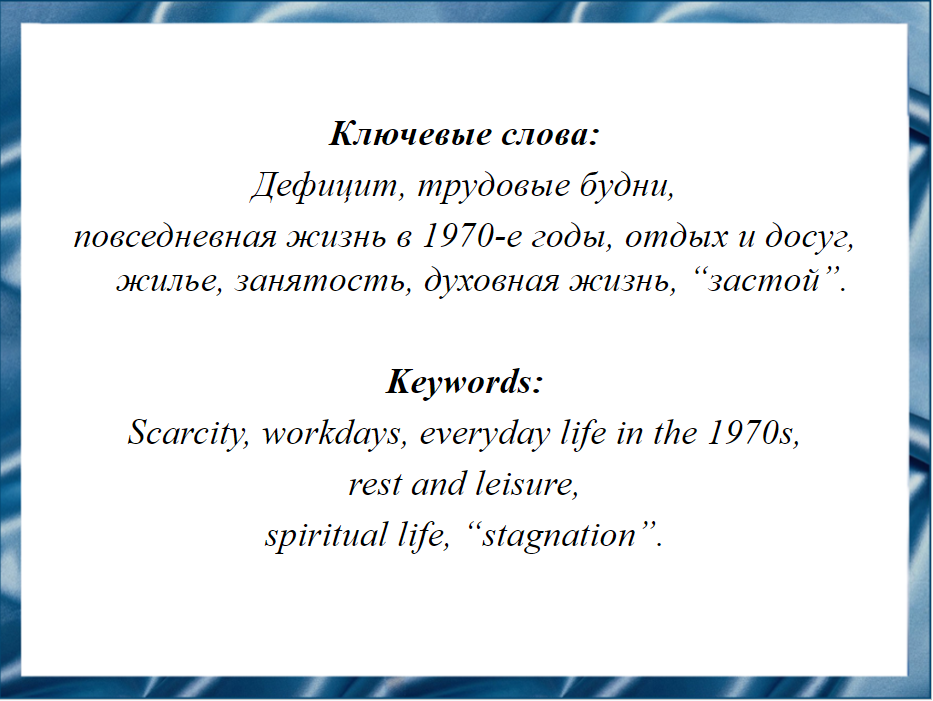 Ключевые слова:
Дефицит, трудовые будни,
повседневная жизнь в 1970-е годы, отдых и досуг,
жилье, занятость, духовная жизнь, “застой”.
Keywords:
Scarcity, workdays, everyday life in the 1970s,
rest and leisure,
spiritual life, “stagnation”.